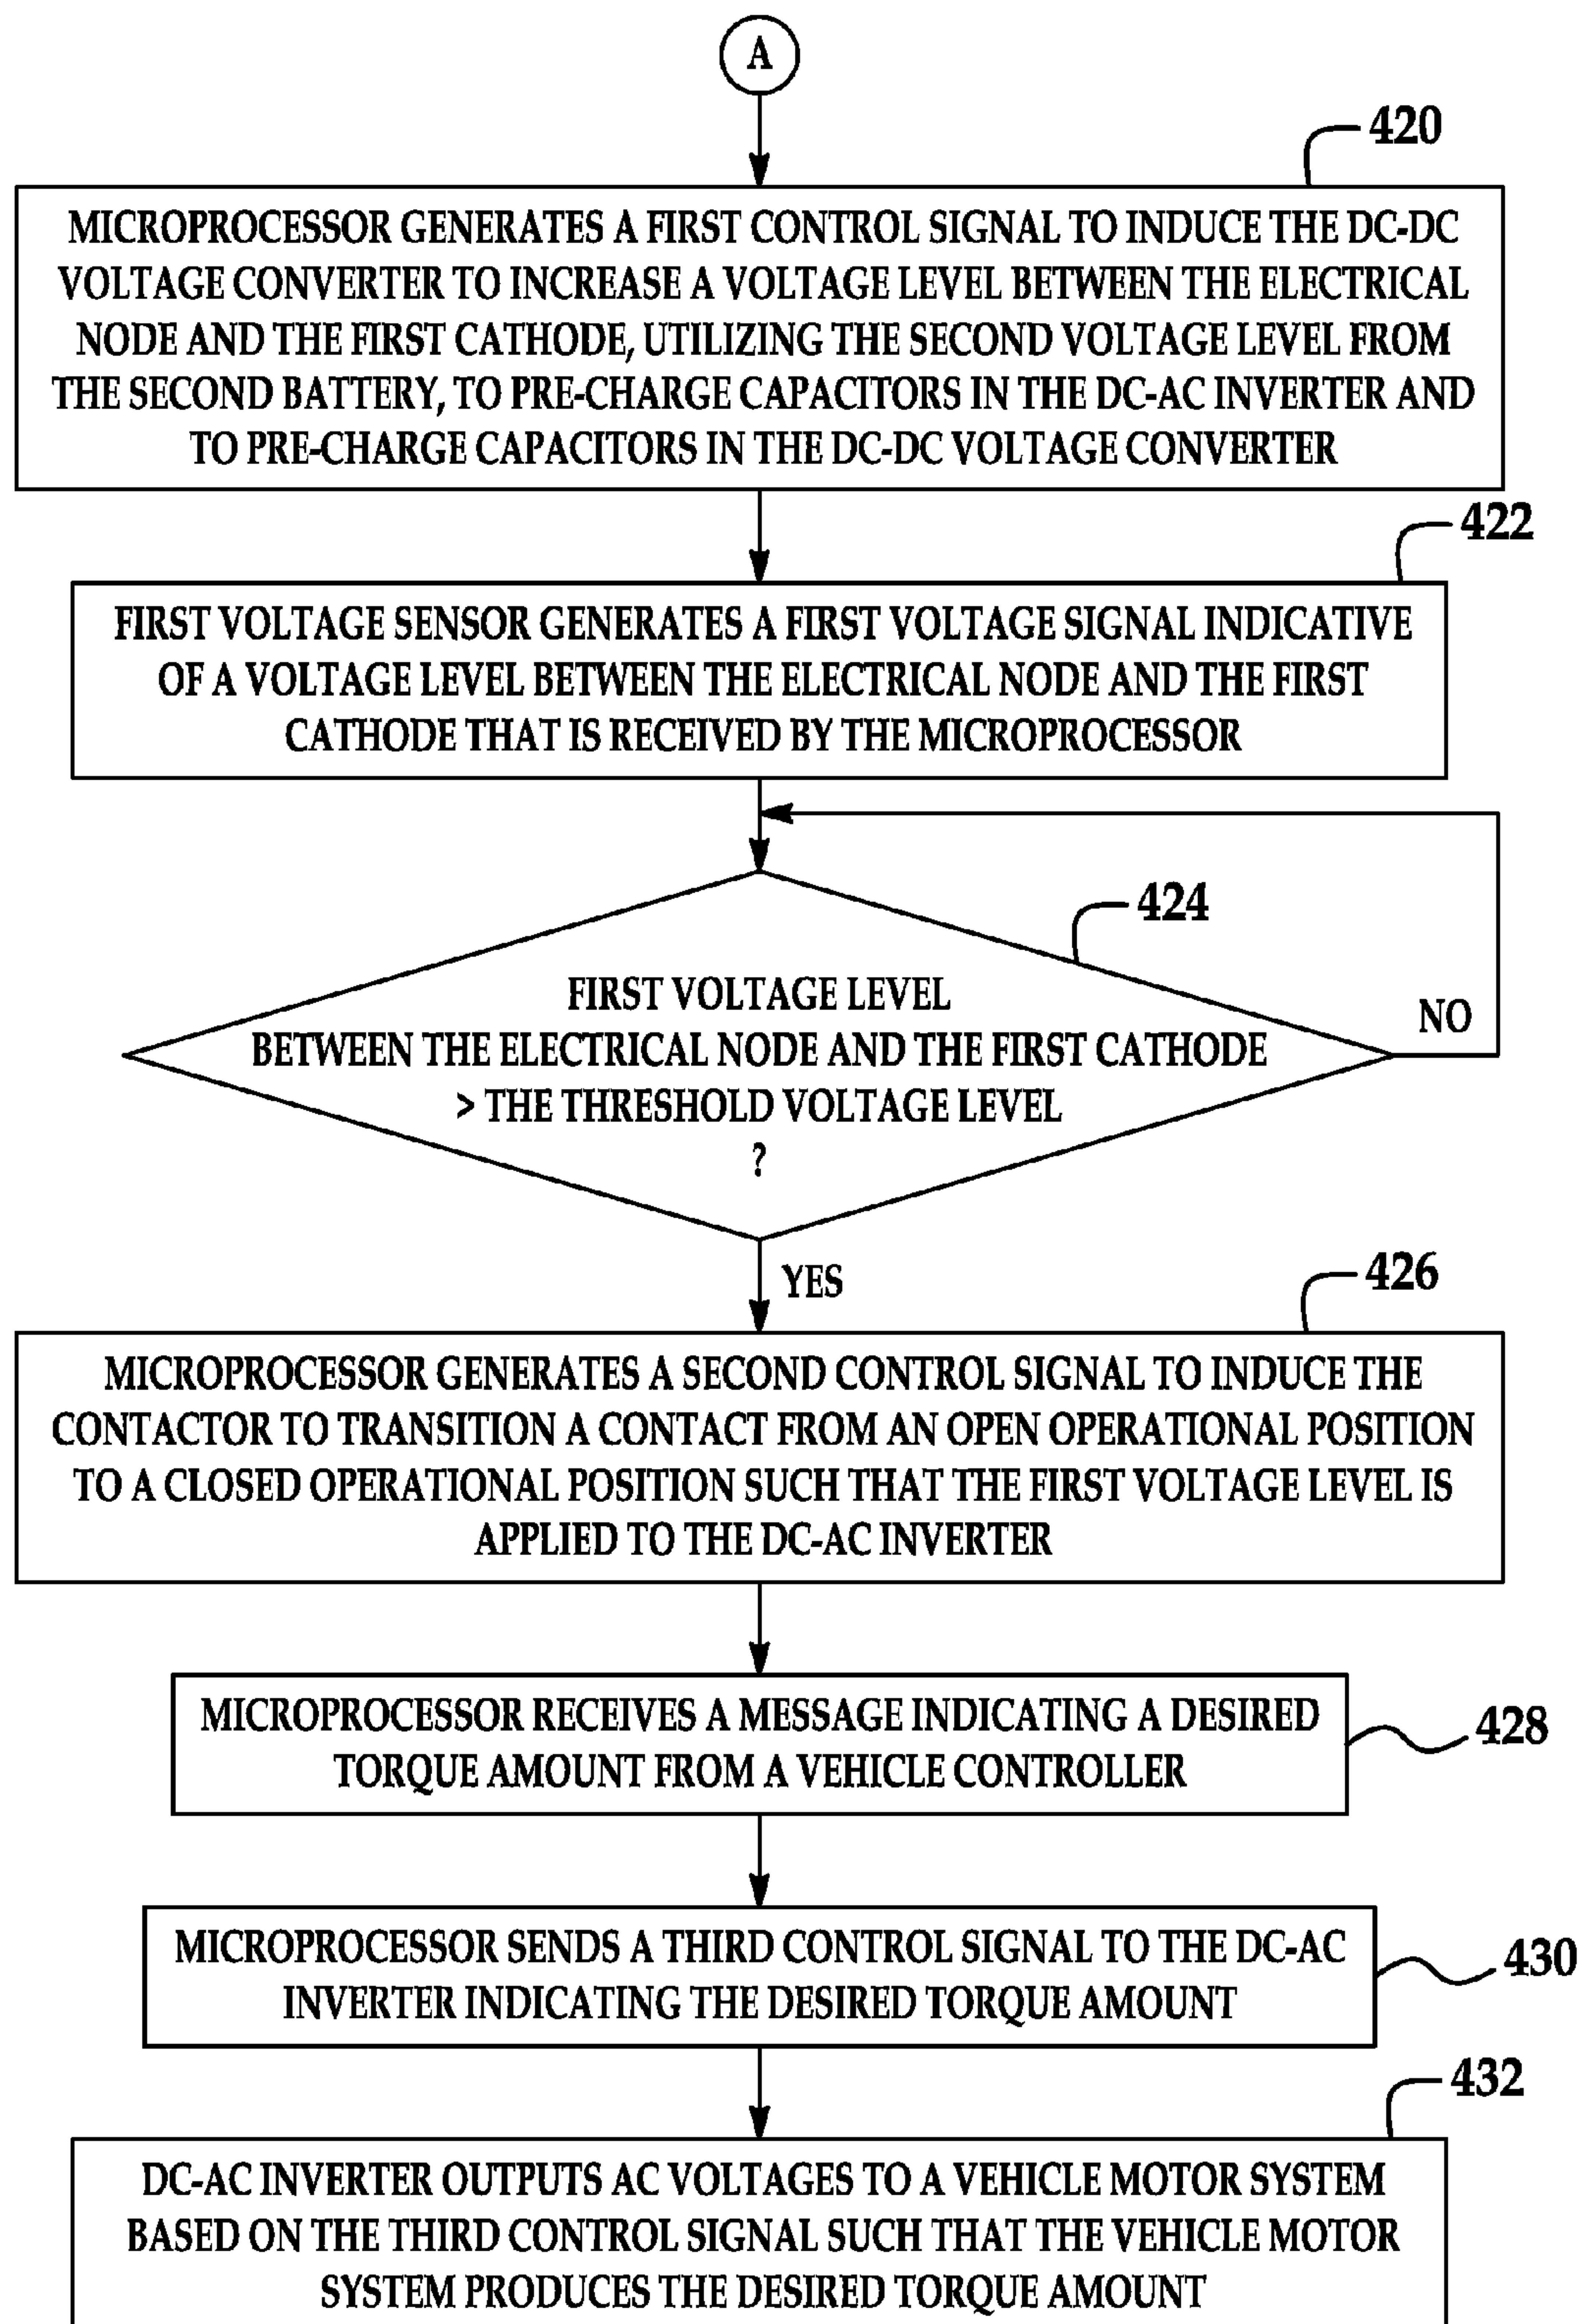 A
420
MICROPROCESSOR GENERATES A FIRST CONTROL SIGNAL TO INDUCE THE DC-DC
VOLTAGE CONVERTER TO INCREASE A VOLTAGE LEVEL BETWEEN THE ELECTRICAL
NODE AND THE FIRST CATHODE, UTILIZING THE SECOND VOLTAGE LEVEL FROM
THE SECOND BATTERY, TO PRE-CHARGE CAPACITORS IN THE DC-AC INVERTER AND
TO PRE-CHARGE CAPACITORS IN THE DC-DC VOLTAGE CONVERTER
422
FIRST VOLTAGE SENSOR GENERATES A FIRST VOLTAGE SIGNAL INDICATIVE
OF A VOLTAGE LEVEL BETWEEN THE ELECTRICAL NODE AND THE FIRST
CATHODE THAT IS RECEIVED BY THE MICROPROCESSOR
424
FIRST VOLTAGE LEVEL
BETWEEN THE ELECTRICAL NODE AND THE FIRST CATHODE
> THE THRESHOLD VOLTAGE LEVEL
?
NO
YES
426
MICROPROCESSOR GENERATES A SECOND CONTROL SIGNAL TO INDUCE THE
CONTACTOR TO TRANSITION A CONTACT FROM AN OPEN OPERATIONAL POSITION
TO A CLOSED OPERATIONAL POSITION SUCH THAT THE FIRST VOLTAGE LEVEL IS
APPLIED TO THE DC-AC INVERTER
MICROPROCESSOR RECEIVES A MESSAGE INDICATING A DESIRED
TORQUE AMOUNT FROM A VEHICLE CONTROLLER
428
MICROPROCESSOR SENDS A THIRD CONTROL SIGNAL TO THE DC-AC
INVERTER INDICATING THE DESIRED TORQUE AMOUNT
430
432
DC-AC INVERTER OUTPUTS AC VOLTAGES TO A VEHICLE MOTOR SYSTEM
BASED ON THE THIRD CONTROL SIGNAL SUCH THAT THE VEHICLE MOTOR
SYSTEM PRODUCES THE DESIRED TORQUE AMOUNT